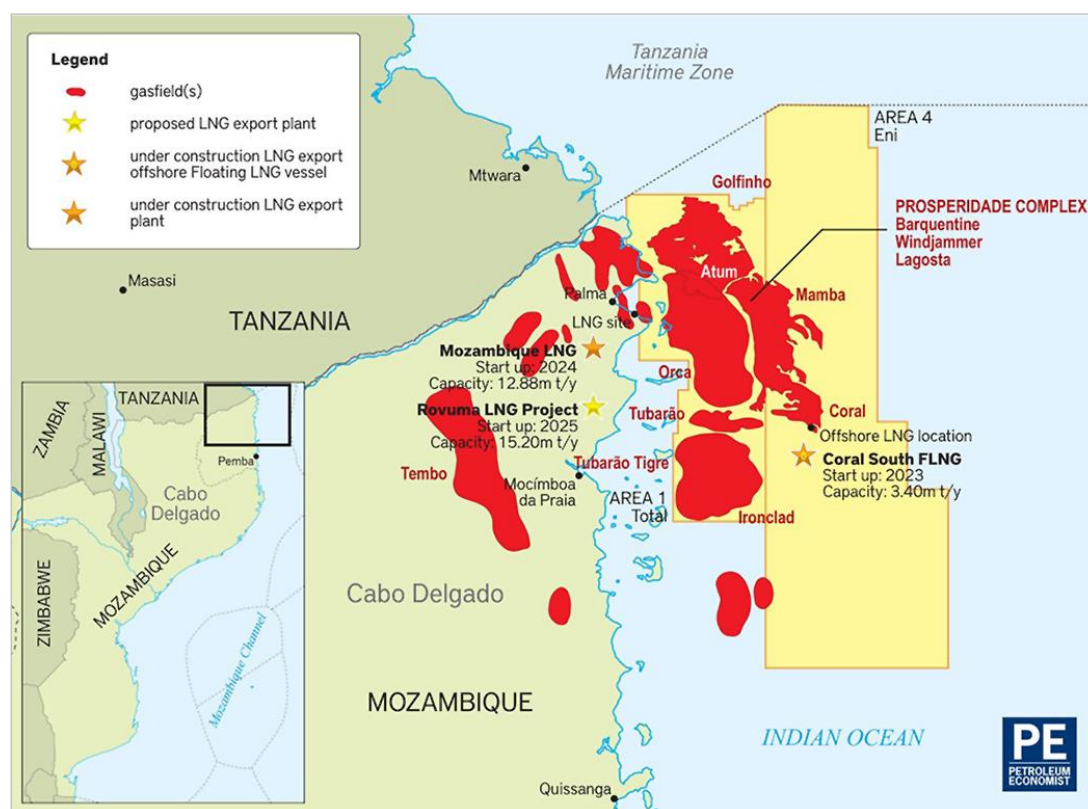 Legend
gasfield(s)
proposed LNG export plant
under construction LNG export
offshore Floating LNG vessel
under construction LNG export
plant
Tanzania
Maritime Zone
AREA 4
Eni
Mtwara
Golfinho
PROSPERIDADE COMPLEX
Barquentine
Windjammer
Lagosta
Masasi
TANZANIA
Atum
Mamba
Palma
LNG site
Mozambique LNG
Start up: 2024
Capacity: 12.88m t/y
Orca
Rovuma LNG Project
Start up: 2025
Capacity: 15.20m t/y
Tubarão
Coral
Offshore LNG location
Coral South FLNG
Start up: 2023
Capacity: 3.40m t/y
Tembo
Tubarão Tigre
Mocímboa
da Praia
AREA 1
Total
Ironclad
Cabo Delgado
MOZAMBIQUE
INDIAN OCEAN
Quissanga
TANZANIA
ZAMBIA
MALAWI
Pemba
Cabo
Delgado
MOZAMBIQUE
ZIMBABWE
Mozambique Channel
PE
PETROLEUM
ECONOMIST